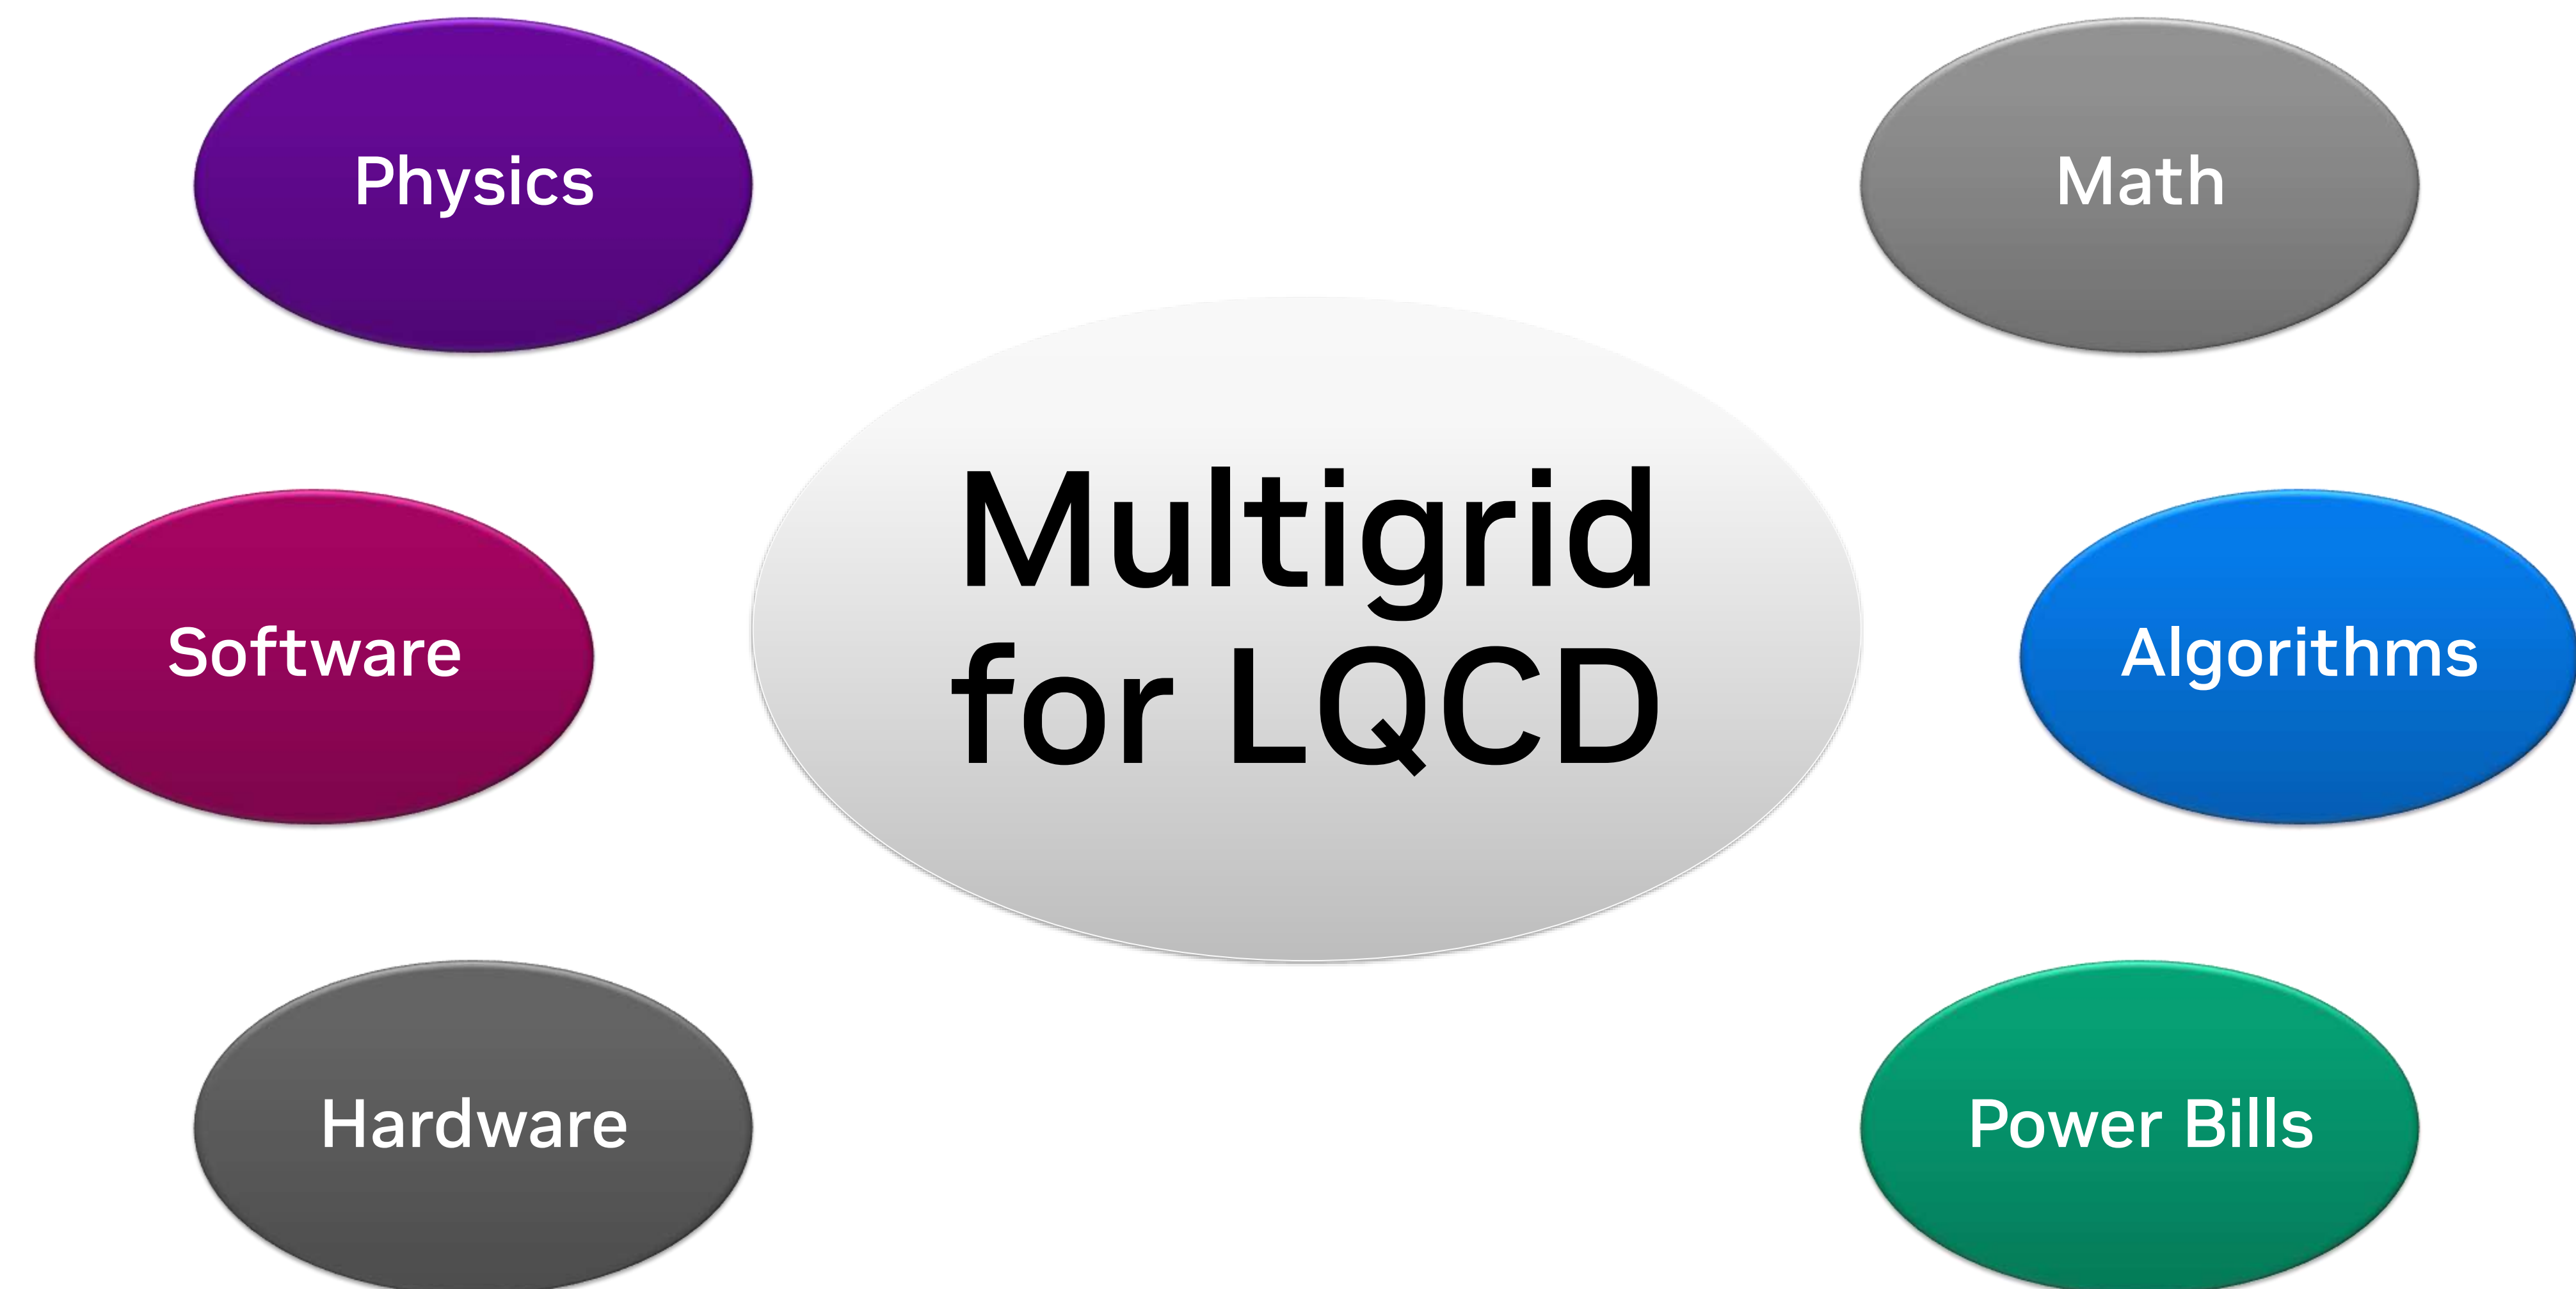 Physics
Math
Multigrid
for LQCD
Software
Algorithms
Hardware
Power Bills